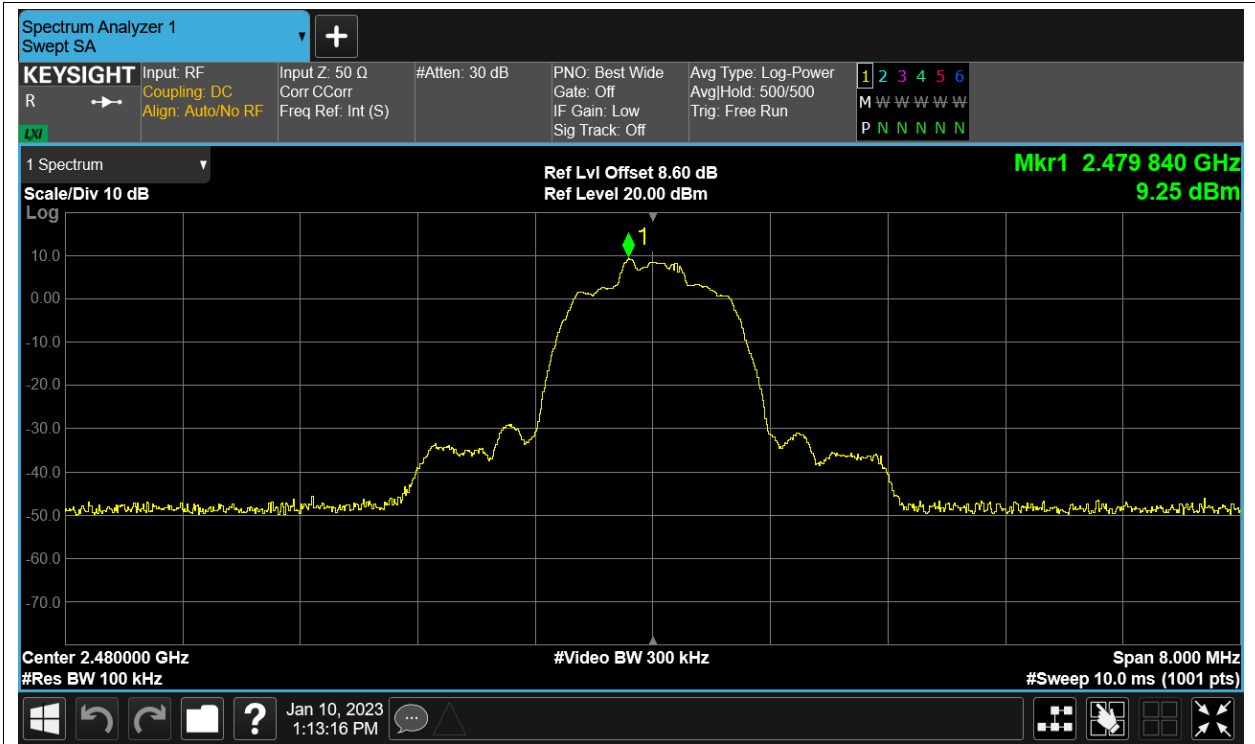 Spectrum Analyzer 1
Swept SA
KEYSIGHT
R
LXI
Input: RF
Coupling: DC
Align: Auto/No RF
Input Z: 50 Ω
Corr CCorr
Freq Ref: Int (S)
#Atten: 30 dB
PNO: Best Wide
Gate: Off
IF Gain: Low
Sig Track: Off
Avg Type: Log-Power
Avg|Hold: 500/500
Trig: Free Run
1 2 3 4 5 6
M W W W W W
P N N N N N
1 Spectrum
Scale/Div 10 dB
Log
Ref Lvl Offset 8.60 dB
Ref Level 20.00 dBm
Mkr1 2.479 840 GHz
9.25 dBm
1
10.0
0.00
-10.0
-20.0
-30.0
-40.0
-50.0
-60.0
-70.0
Center 2.480000 GHz
#Video BW 300 kHz
Span 8.000 MHz
#Res BW 100 kHz
#Sweep 10.0 ms (1001 pts)
?
Jan 10, 2023
1:13:16 PM